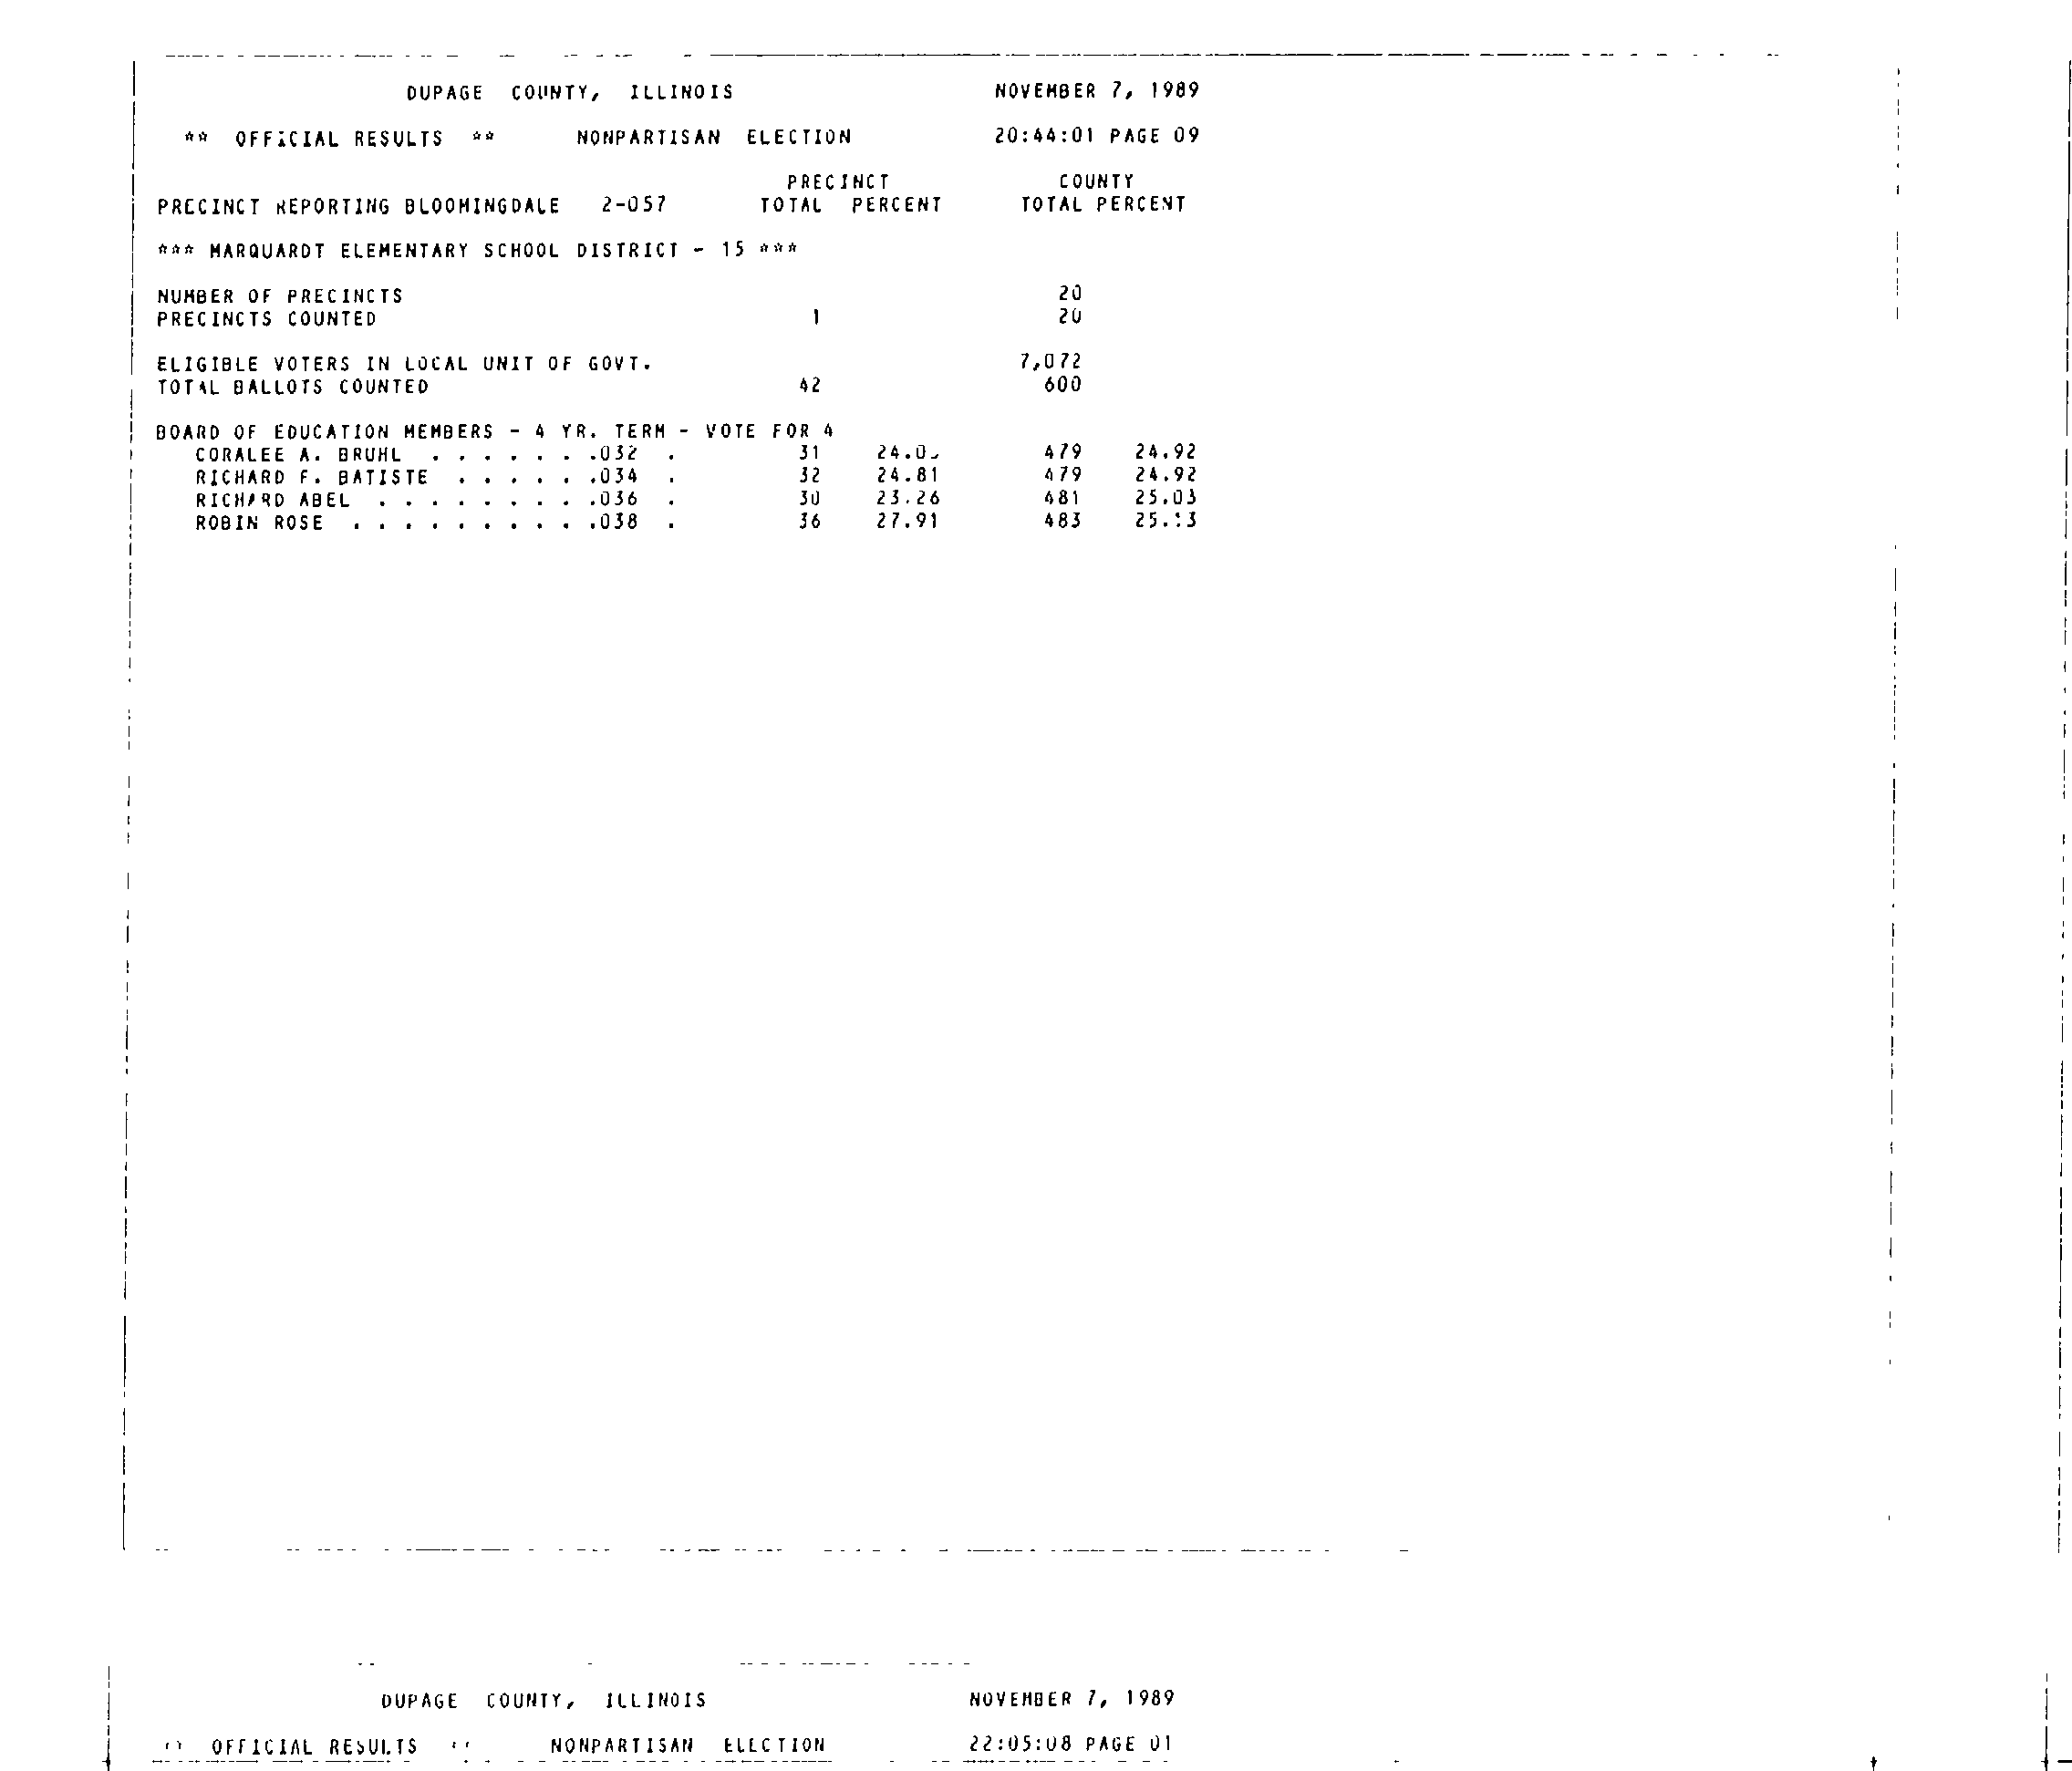 DUPAGE COUNTY, ILLINOIS NOVEMBER 7, 1989
** OFFICIAL RESULTS ** NONPARTISAN ELECTION 20:44:01 PAGE 09
PRECINCT COUNTY
PRECINCT REPORTING BLOOMINGDALE 2-057 TOTAL PERCENT TOTAL PERCENT
*** MARQUARDT ELEMENTARY SCHOOL DISTRICT - 15 ***
NUMBER OF PRECINCTS 20
PRECINCTS COUNTED 1 20
ELIGIBLE VOTERS IN LOCAL UNIT OF GOVT. 7,072
TOTAL BALLOTS COUNTED 42 600
BOARD OF EDUCATION MEMBERS - 4 YR. TERM - VOTE FOR 4
CORALEE A. BRUHL . . . . . . .032 . 31 479 24.92
RICHARD F. BATISTE . . . . . .034 . 32 24.81 479 24.92
RICHARD ABEL . . . . . . . . .036 . 30 23.26 481 25.03
ROBIN ROSE . . . . . . . . . .038 . 36 27.91 483 25.13
DUPAGE COUNTY, ILLINOIS NOVEMBER 7, 1989
OFFICIAL RESULTS NONPARTISAN ELECTION 22:05:08 PAGE 01